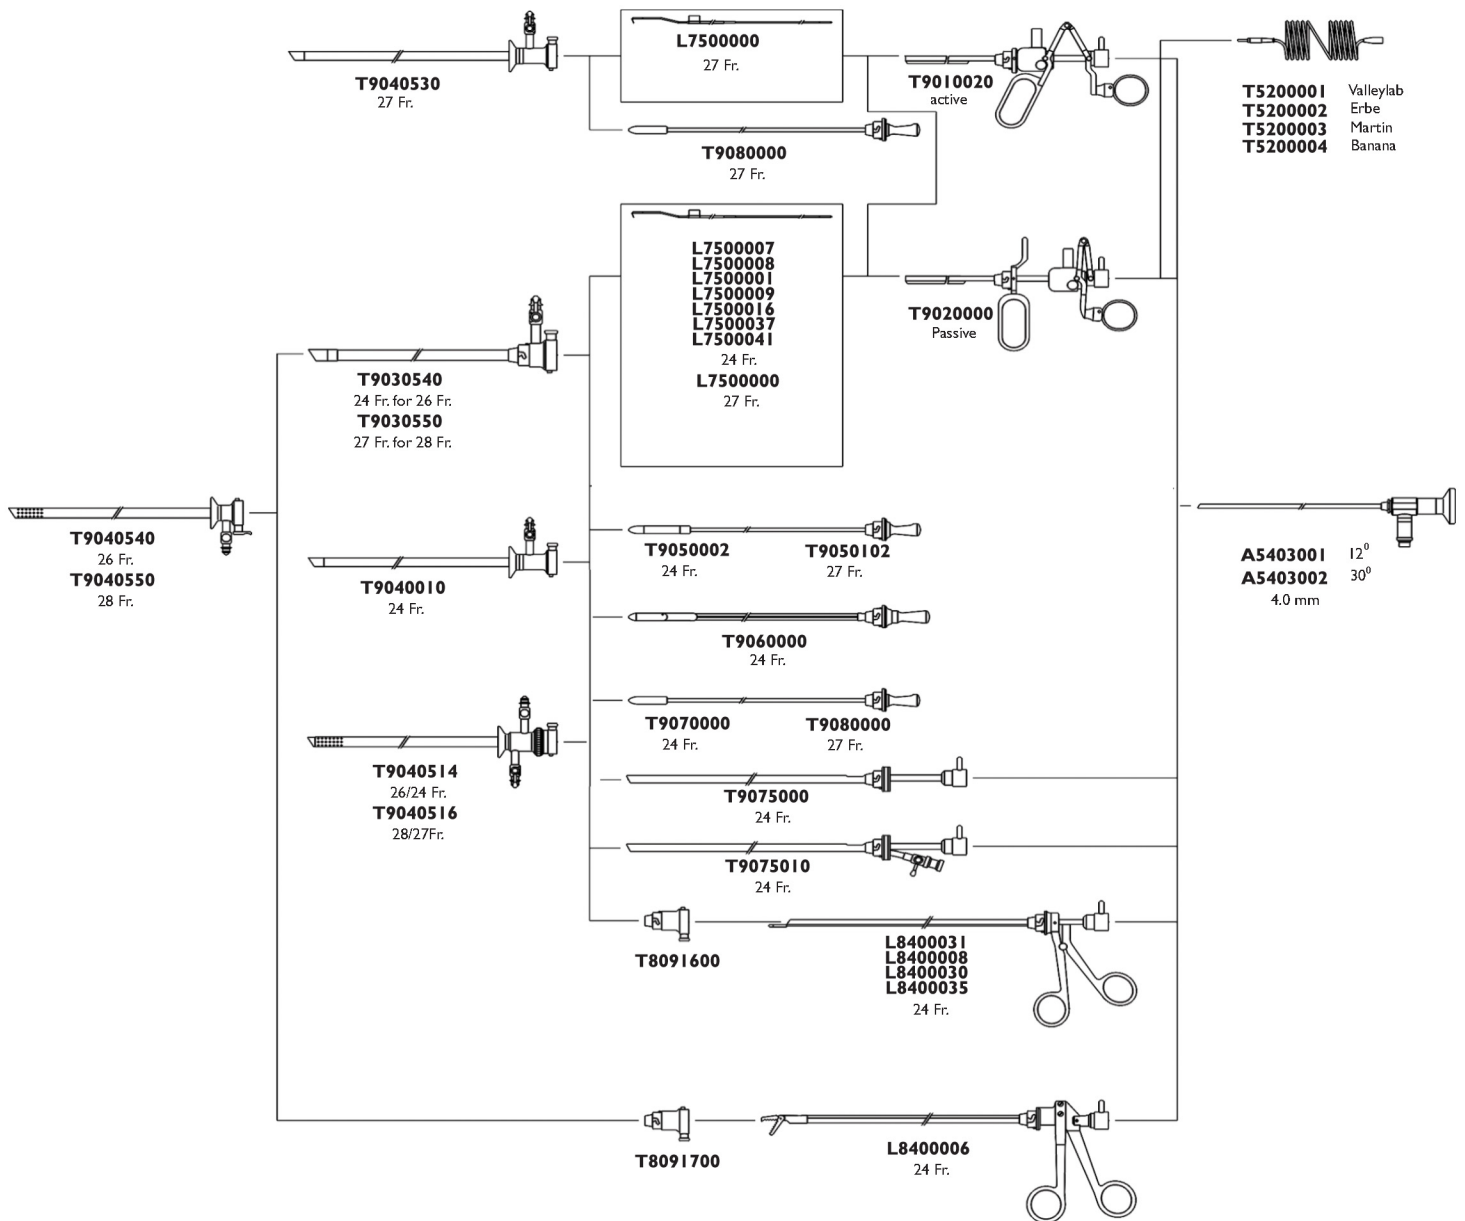 L7500000
27 Fr.
T9040530
27 Fr.
T9010020
active
T5200001 Valleylab
T5200002 Erbe
T5200003 Martin
T5200004 Banana
T9080000
27 Fr.
L7500007
L7500008
L7500001
L7500009
L7500016
L7500037
L7500041
24 Fr.
L7500000
27 Fr.
T9020000
Passive
T9030540
24 Fr. for 26 Fr.
T9030550
27 Fr. for 28 Fr.
T9040540
26 Fr.
T9040550
28 Fr.
T9040010
24 Fr.
T9050002 T9050102
24 Fr. 27 Fr.
A5403001 12⁰
A5403002 30⁰
4.0 mm
T9060000
24 Fr.
T9070000 T9080000
24 Fr. 27 Fr.
T9040514
26/24 Fr.
T9040516
28/27Fr.
T9075000
24 Fr.
T9075010
24 Fr.
T8091600
L8400031
L8400008
L8400030
L8400035
24 Fr.
T8091700
L8400006
24 Fr.